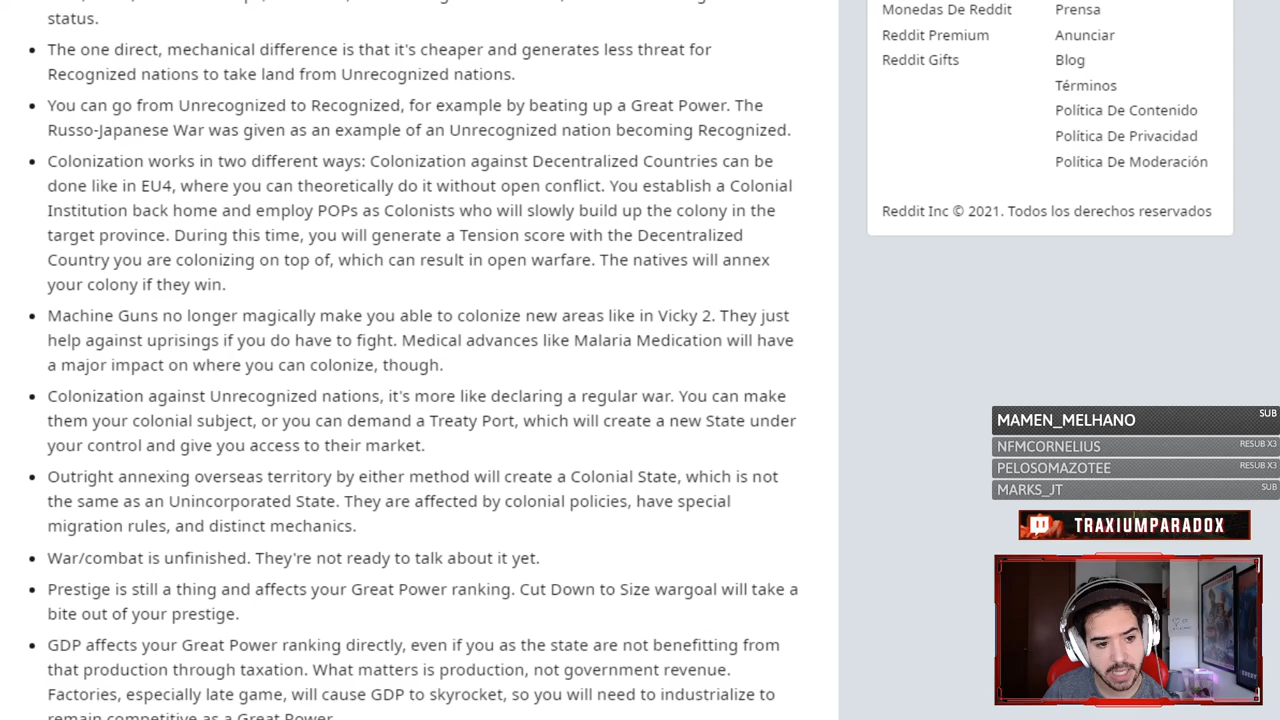 status.
The one direct, mechanical difference is that it's cheaper and generates less threat for
Recognized nations to take land from Unrecognized nations.
You can go from Unrecognized to Recognized, for example by beating up a Great Power. The
Russo-Japanese War was given as an example of an Unrecognized nation becoming Recognized.
Colonization works in two different ways: Colonization against Decentralized Countries can be
done like in EU4, where you can theoretically do it without open conflict. You establish a Colonial
Institution back home and employ POPs as Colonists who will slowly build up the colony in the
target province. During this time, you will generate a Tension score with the Decentralized
Country you are colonizing on top of, which can result in open warfare. The natives will annex
your colony if they win.
Machine Guns no longer magically make you able to colonize new areas like in Vicky 2. They just
help against uprisings if you do have to fight. Medical advances like Malaria Medication will have
a major impact on where you can colonize, though.
Colonization against Unrecognized nations, it's more like declaring a regular war. You can make
them your colonial subject, or you can demand a Treaty Port, which will create a new State under
your control and give you access to their market.
Outright annexing overseas territory by either method will create a Colonial State, which is not
the same as an Unincorporated State. They are affected by colonial policies, have special
migration rules, and distinct mechanics.
War/combat is unfinished. They're not ready to talk about it yet.
Prestige is still a thing and affects your Great Power ranking. Cut Down to Size wargoal will take a
bite out of your prestige.
GDP affects your Great Power ranking directly, even if you as the state are not benefitting from
that production through taxation. What matters is production, not government revenue.
Factories, especially late game, will cause GDP to skyrocket, so you will need to industrialize to
remain competitive as a Great Power.
Monedas De Reddit
Reddit Premium
Reddit Gifts
Prensa
Anunciar
Blog
Términos
Política De Contenido
Política De Privacidad
Política De Moderación
Reddit Inc © 2021. Todos los derechos reservados
MAMEN_MELHANO SUB
NFMCORNELIUS RESUB X3
PELOSOMAZOTEE RESUB X3
MARKS_JT SUB
TRAXIUMPARADOX